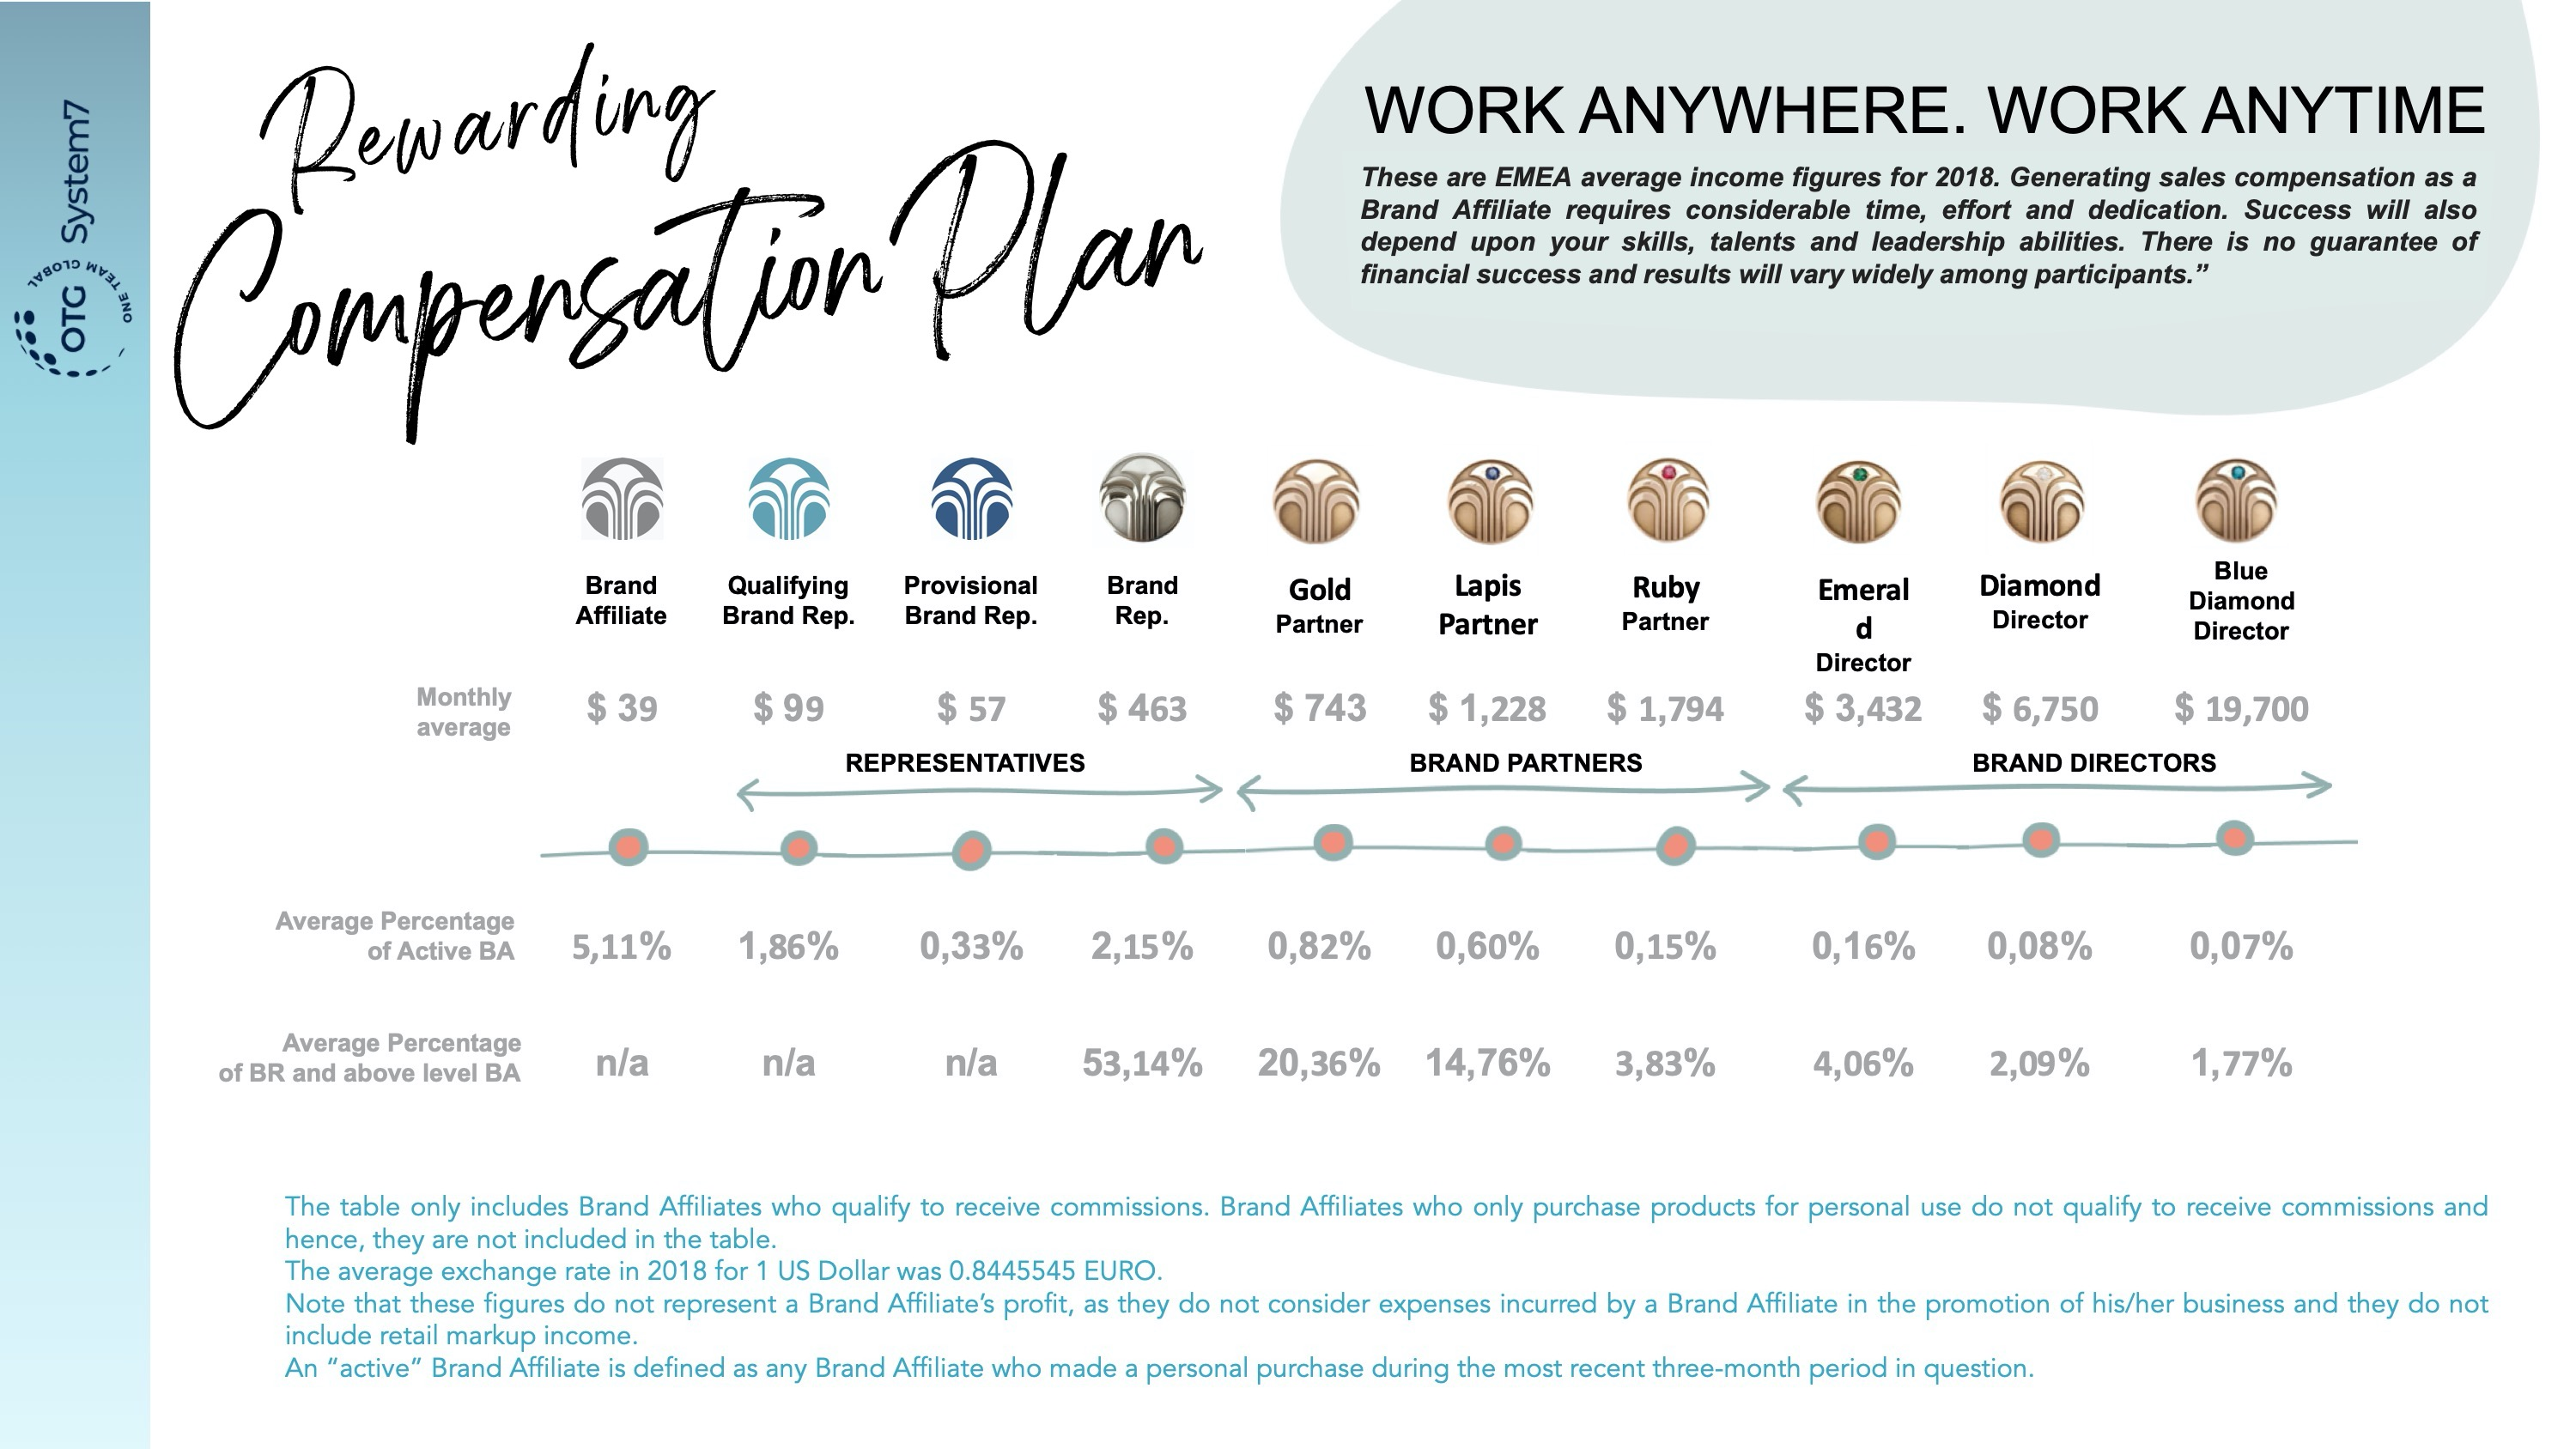 OTG System7
ONE TEAM GLOBAL
Rewarding
Compensation Plan
WORK ANYWHERE. WORK ANYTIME
These are EMEA average income figures for 2018. Generating sales compensation as a
Brand Affiliate requires considerable time, effort and dedication. Success will also
depend upon your skills, talents and leadership abilities. There is no guarantee of
financial success and results will vary widely among participants.”
Brand
Affiliate
Qualifying
Brand Rep.
Provisional
Brand Rep.
Brand
Rep.
Gold
Partner
Lapis
Partner
Ruby
Partner
Emeral
d
Director
Diamond
Director
Blue
Diamond
Director
Monthly
average
$ 39 $ 99 $ 57 $ 463 $ 743 $ 1,228 $ 1,794 $ 3,432 $ 6,750 $ 19,700
REPRESENTATIVES BRAND PARTNERS BRAND DIRECTORS
Average Percentage
of Active BA
5,11% 1,86% 0,33% 2,15% 0,82% 0,60% 0,15% 0,16% 0,08% 0,07%
Average Percentage
of BR and above level BA
n/a n/a n/a 53,14% 20,36% 14,76% 3,83% 4,06% 2,09% 1,77%
The table only includes Brand Affiliates who qualify to receive commissions. Brand Affiliates who only purchase products for personal use do not qualify to receive commissions and
hence, they are not included in the table.
The average exchange rate in 2018 for 1 US Dollar was 0.8445545 EURO.
Note that these figures do not represent a Brand Affiliate’s profit, as they do not consider expenses incurred by a Brand Affiliate in the promotion of his/her business and they do not
include retail markup income.
An “active” Brand Affiliate is defined as any Brand Affiliate who made a personal purchase during the most recent three-month period in question.